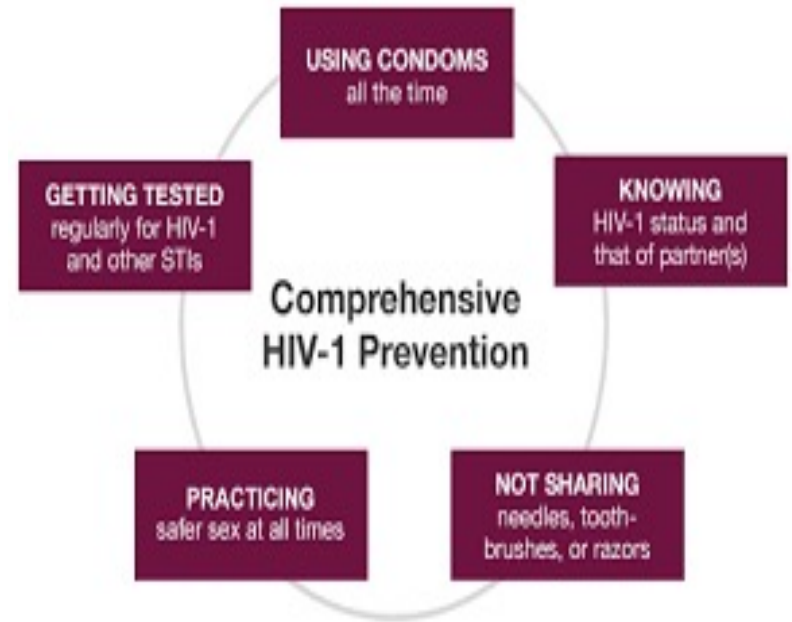 USING CONDOMS
all the time
KNOWING
HIV-1 status and
that of partner(s)
NOT SHARING
needles, tooth-
brushes, or razors
PRACTICING
safer sex at all times
GETTING TESTED
regularly for HIV-1
and other STIs
Comprehensive
HIV-1 Prevention